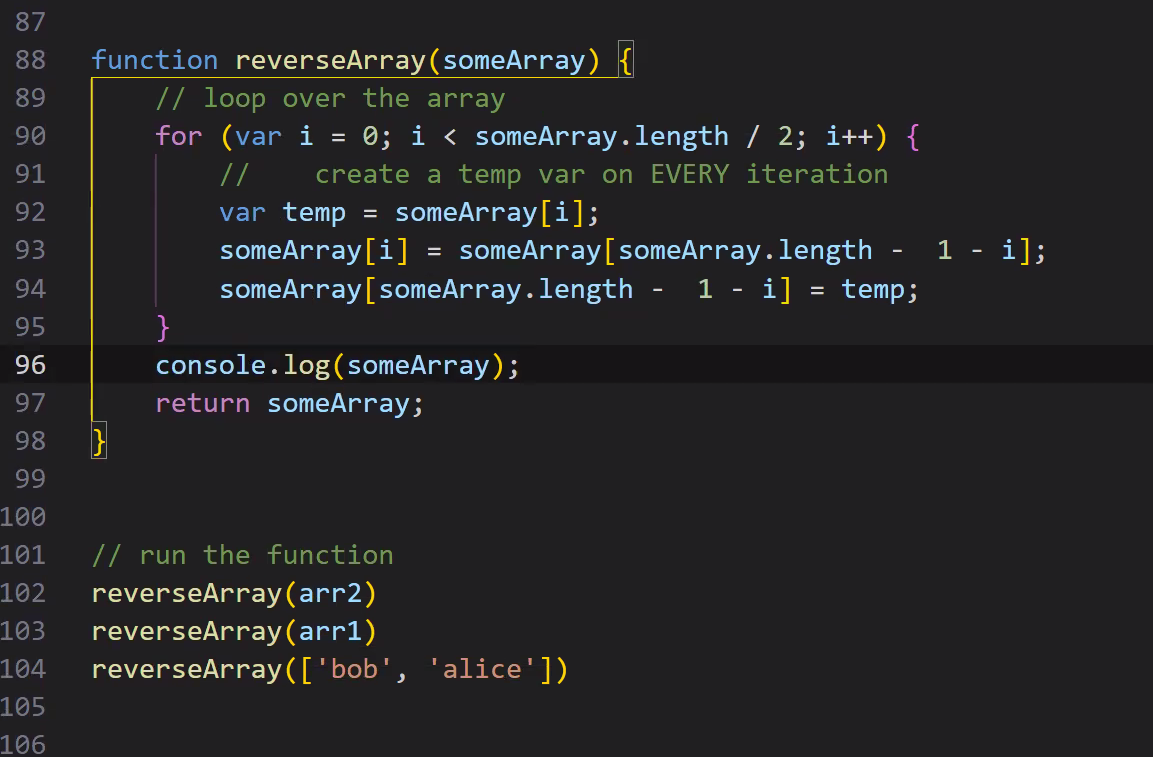 87
88 function reverseArray(someArray) {
89     // loop over the array
90     for (var i = 0; i < someArray.length / 2; i++) {
91         //    create a temp var on EVERY iteration
92         var temp = someArray[i];
93         someArray[i] = someArray[someArray.length -  1 - i];
94         someArray[someArray.length -  1 - i] = temp;
95     }
96     console.log(someArray);
97     return someArray;
98 }
99
100
101 // run the function
102 reverseArray(arr2)
103 reverseArray(arr1)
104 reverseArray(['bob', 'alice'])
105
106